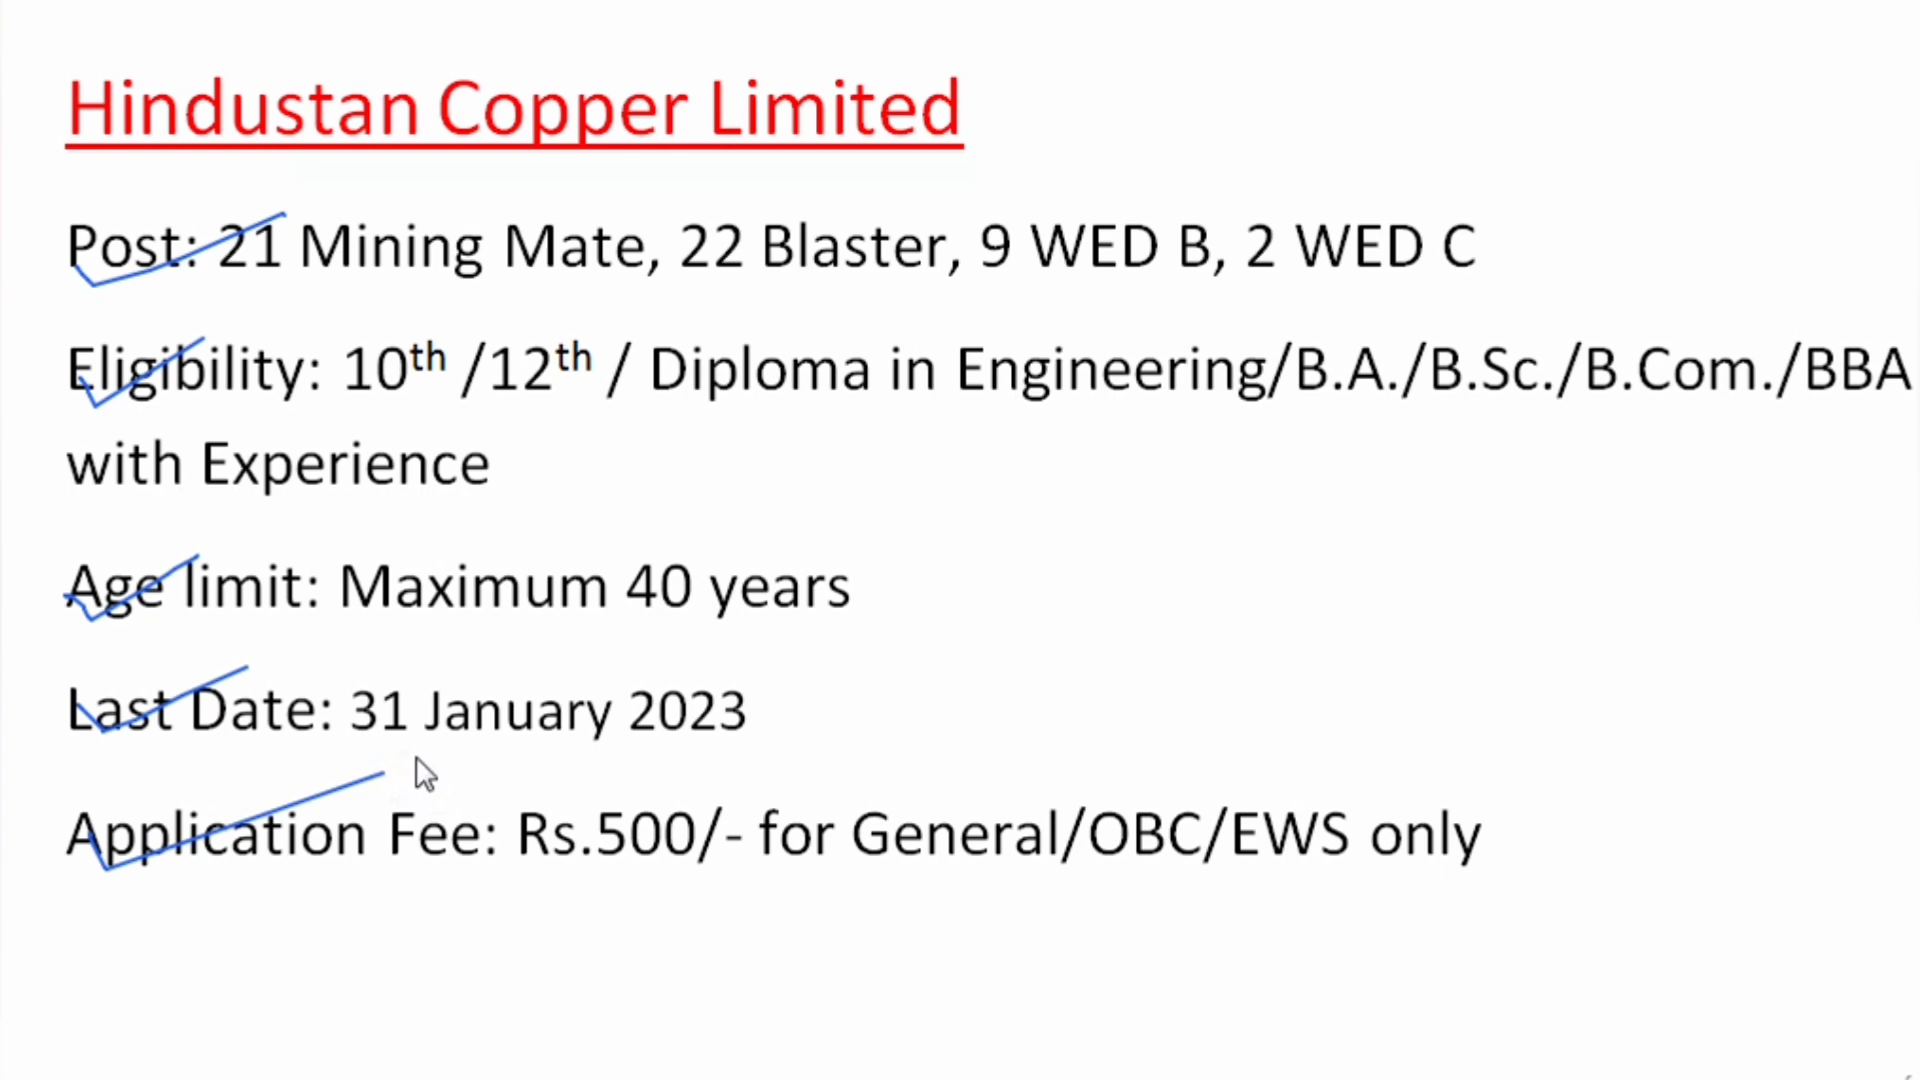 Hindustan Copper Limited
Post: 21 Mining Mate, 22 Blaster, 9 WED B, 2 WED C
Eligibility: 10th /12th / Diploma in Engineering/B.A./B.Sc./B.Com./BBA
with Experience
Age limit: Maximum 40 years
Last Date: 31 January 2023
Application Fee: Rs.500/- for General/OBC/EWS only